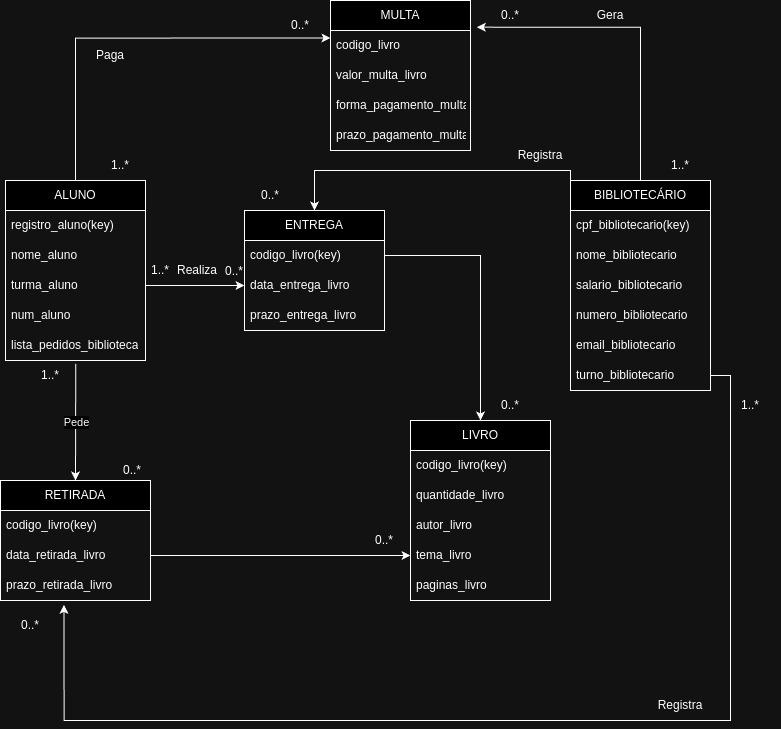 MULTA
codigo_livro
valor_multa_livro
forma_pagamento_multa
prazo_pagamento_multa
0..*
Paga
0..*
Gera
1..*
1..*
ALUNO
registro_aluno(key)
nome_aluno
turma_aluno
num_aluno
lista_pedidos_biblioteca
Registra
0..*
ENTREGA
codigo_livro(key)
data_entrega_livro
prazo_entrega_livro
BIBLIOTECÁRIO
cpf_bibliotecario(key)
nome_bibliotecario
salario_bibliotecario
numero_bibliotecario
email_bibliotecario
turno_bibliotecario
1..* Realiza 0..*
1..*
Pede
0..*
RETIRADA
codigo_livro(key)
data_retirada_livro
prazo_retirada_livro
0..*
0..*
LIVRO
codigo_livro(key)
quantidade_livro
autor_livro
tema_livro
paginas_livro
0..*
1..*
Registra